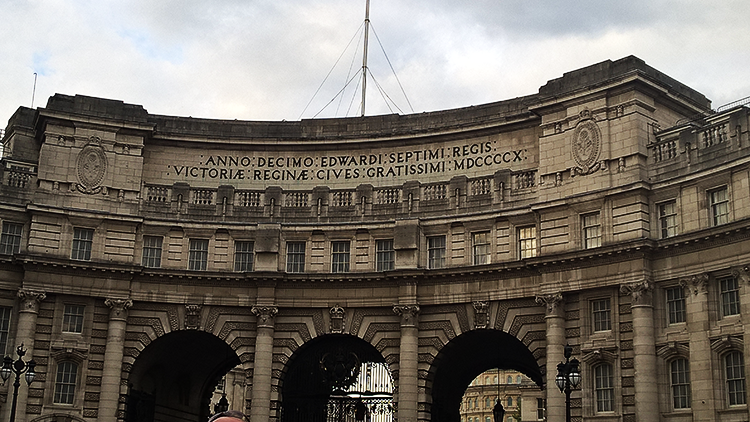 : ANNO : DECIMO : EDWARDI : SEPTIMI : REGIS :
: VICTORIÆ : REGINÆ : CIVES : GRATISSIMI : MDCCCCX :